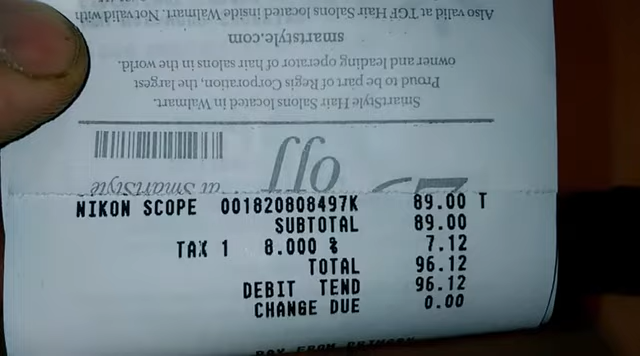 Also valid at TGF Hair Salons located inside Walmart. Not valid with
smartstyle.com
owner and leading operator of hair salons in the world.
Proud to be part of Regis Corporation, the largest
SmartStyle Hair Salons located in Walmart.
off
at SmartStyle
NIKON SCOPE 001820808497K 89.00 T
SUBTOTAL 89.00
TAX 1 8.000 % 7.12
TOTAL 96.12
DEBIT TEND 96.12
CHANGE DUE 0.00
PAY FROM PRIMARY